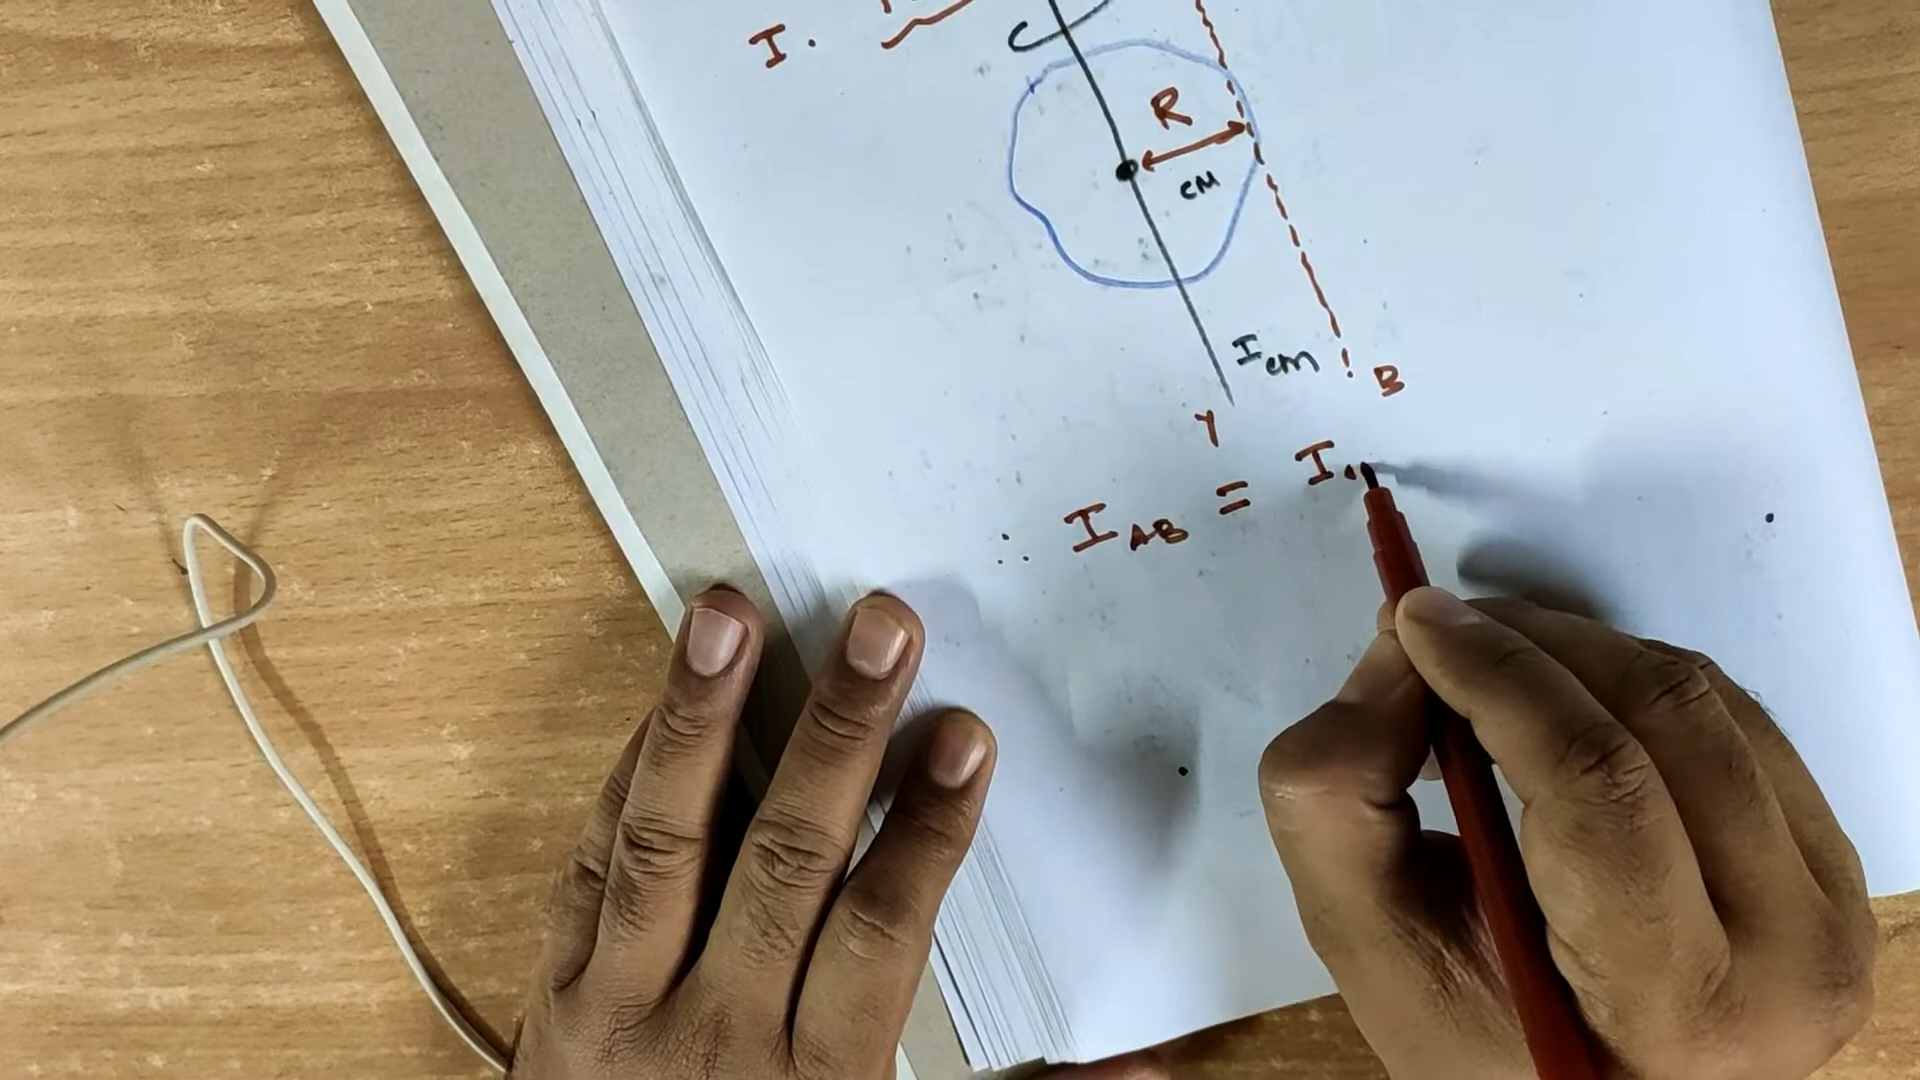 I.
R
CM
Icm
B
Y
∴ IAB = I